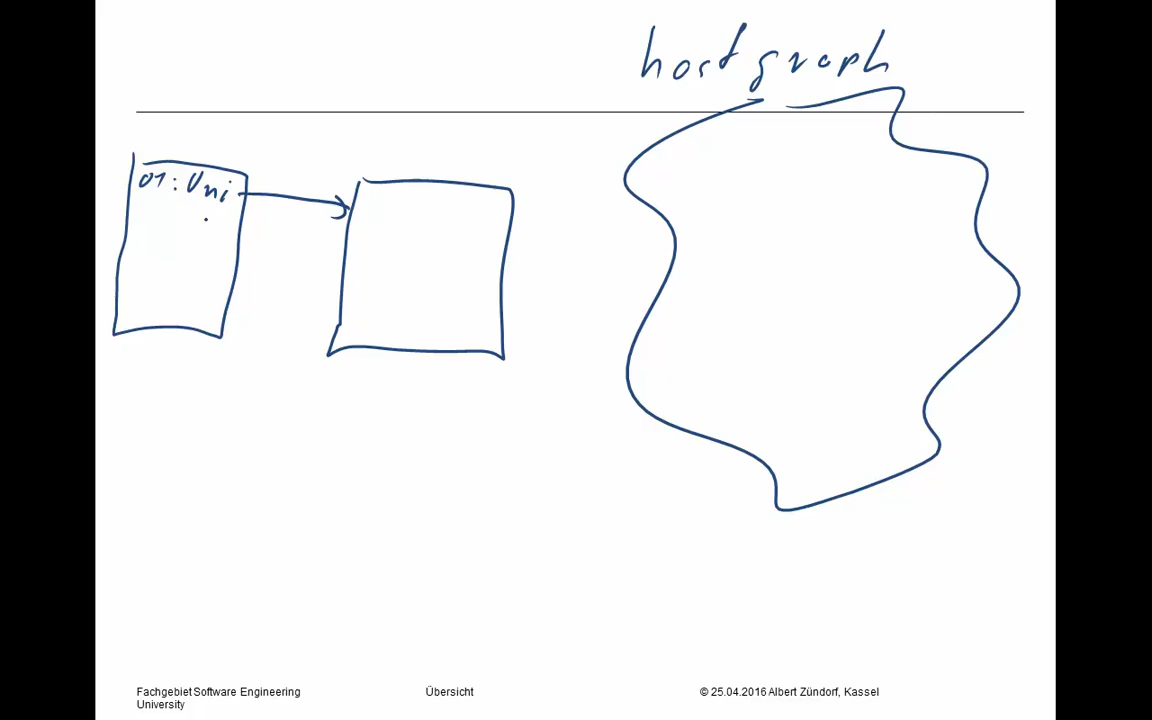 host graph
o1 : Uni
Fachgebiet Software Engineering
University
Übersicht
© 25.04.2016 Albert Zündorf, Kassel